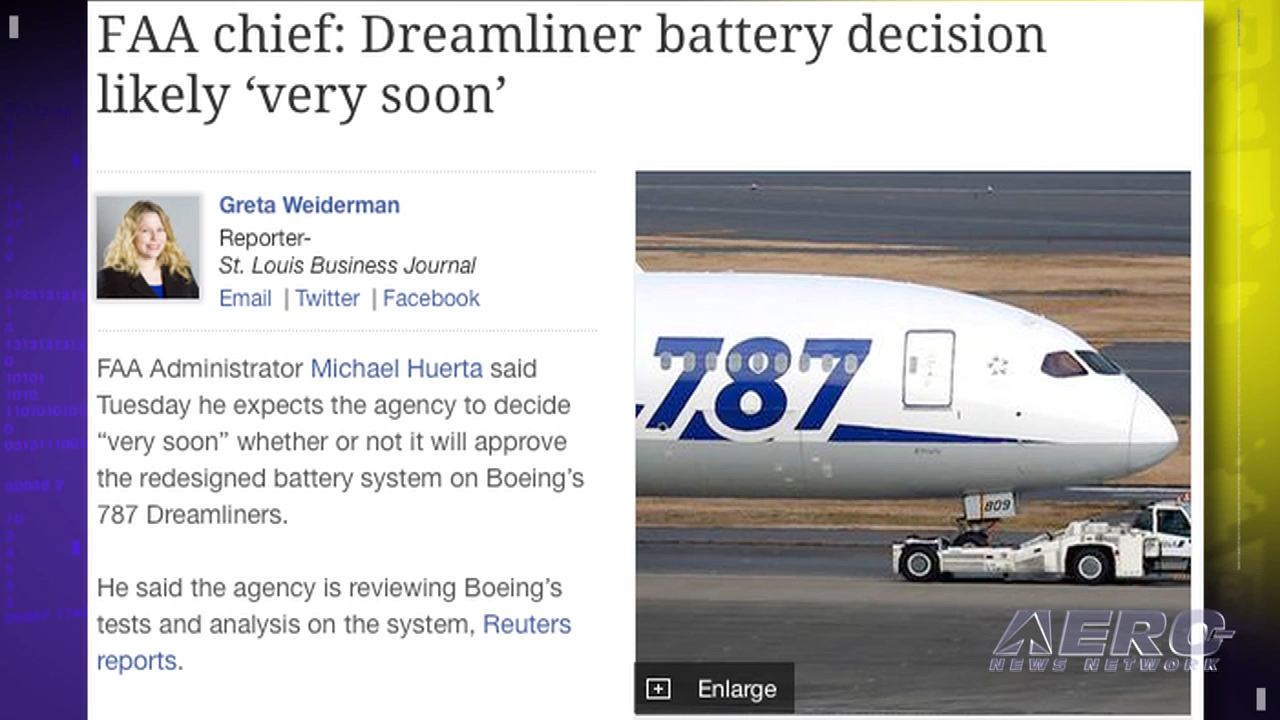 FAA chief: Dreamliner battery decision
likely ‘very soon’
Greta Weiderman
Reporter-
St. Louis Business Journal
Email | Twitter | Facebook
FAA Administrator Michael Huerta said
Tuesday he expects the agency to decide
“very soon” whether or not it will approve
the redesigned battery system on Boeing’s
787 Dreamliners.
He said the agency is reviewing Boeing’s
tests and analysis on the system, Reuters
reports.
787
809
Enlarge
AERO
NEWS NETWORK